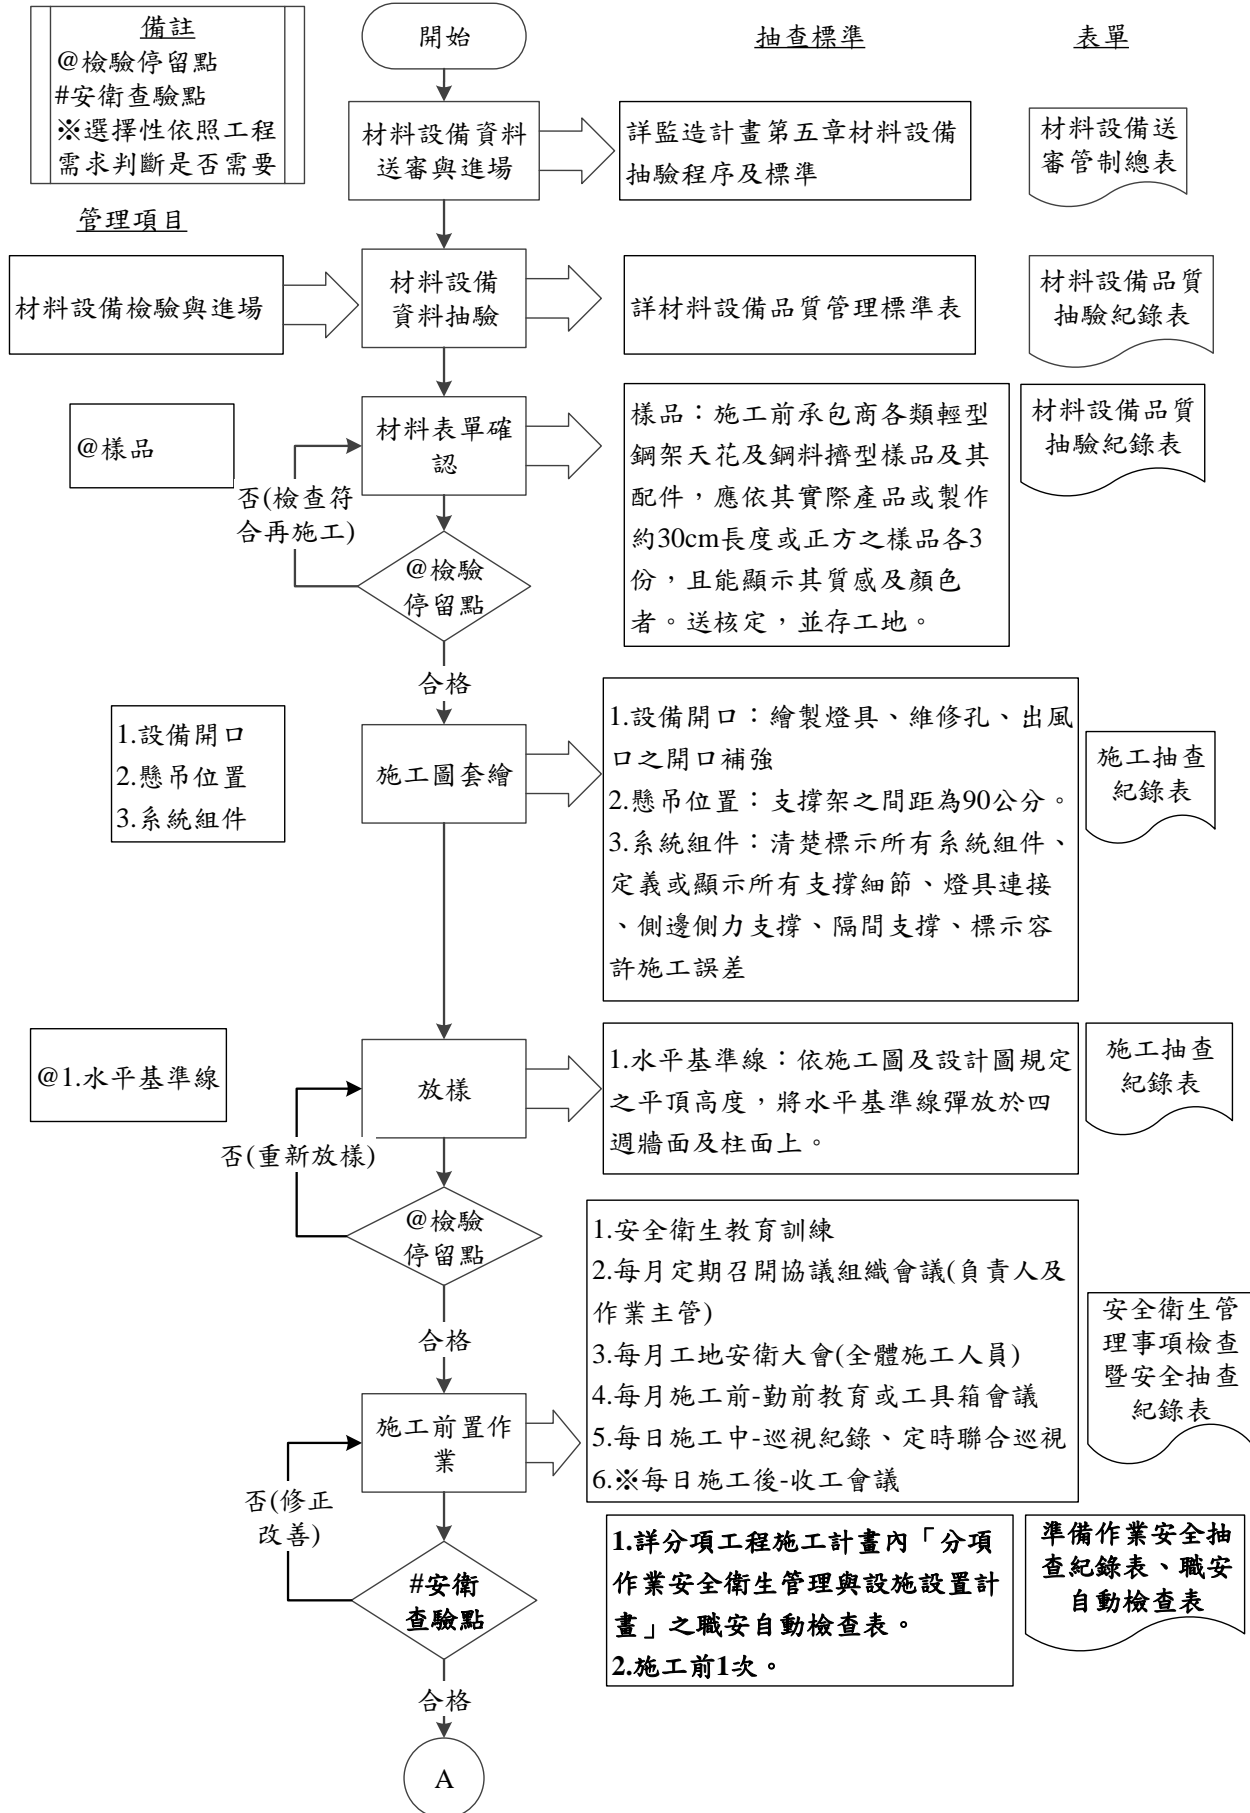 備註
@檢驗停留點
#安衛查驗點
※選擇性依照工程
需求判斷是否需要
開始
抽查標準
表單
材料設備資料
送審與進場
詳監造計畫第五章材料設備
抽驗程序及標準
材料設備送
審管制總表
管理項目
材料設備檢驗與進場
材料設備
資料抽驗
詳材料設備品質管理標準表
材料設備品質
抽驗紀錄表
@樣品
材料表單確
認
樣品：施工前承包商各類輕型
鋼架天花及鋼料擠型樣品及其
配件，應依其實際產品或製作
約30cm長度或正方之樣品各3
份，且能顯示其質感及顏色
者。送核定，並存工地。
材料設備品質
抽驗紀錄表
否(檢查符
合再施工)
@檢驗
停留點
合格
1.設備開口
2.懸吊位置
3.系統組件
施工圖套繪
1.設備開口：繪製燈具、維修孔、出風
口之開口補強
2.懸吊位置：支撐架之間距為90公分。
3.系統組件：清楚標示所有系統組件、
定義或顯示所有支撐細節、燈具連接
、側邊側力支撐、隔間支撐、標示容
許施工誤差
施工抽查
紀錄表
@1.水平基準線
放樣
1.水平基準線：依施工圖及設計圖規定
之平頂高度，將水平基準線彈放於四
週牆面及柱面上。
施工抽查
紀錄表
否(重新放樣)
@檢驗
停留點
合格
施工前置作
業
1.安全衛生教育訓練
2.每月定期召開協議組織會議(負責人及
作業主管)
3.每月工地安衛大會(全體施工人員)
4.每月施工前-勤前教育或工具箱會議
5.每日施工中-巡視紀錄、定時聯合巡視
6.※每日施工後-收工會議
安全衛生管
理事項檢查
暨安全抽查
紀錄表
否(修正
改善)
#安衛
查驗點
1.詳分項工程施工計畫內「分項
作業安全衛生管理與設施設置計
畫」之職安自動檢查表。
2.施工前1次。
準備作業安全抽
查紀錄表、職安
自動檢查表
合格
A